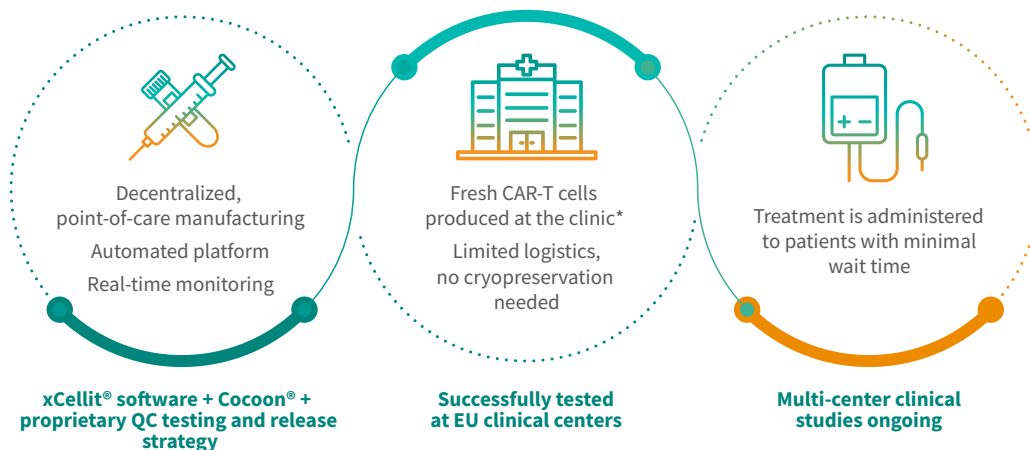 Decentralized,
point-of-care manufacturing
Automated platform
Real-time monitoring
xCellit® software + Cocoon® +
proprietary QC testing and release
strategy
Fresh CAR-T cells
produced at the clinic*
Limited logistics,
no cryopreservation
needed
Successfully tested
at EU clinical centers
Treatment is administered
to patients with minimal
wait time
Multi-center clinical
studies ongoing